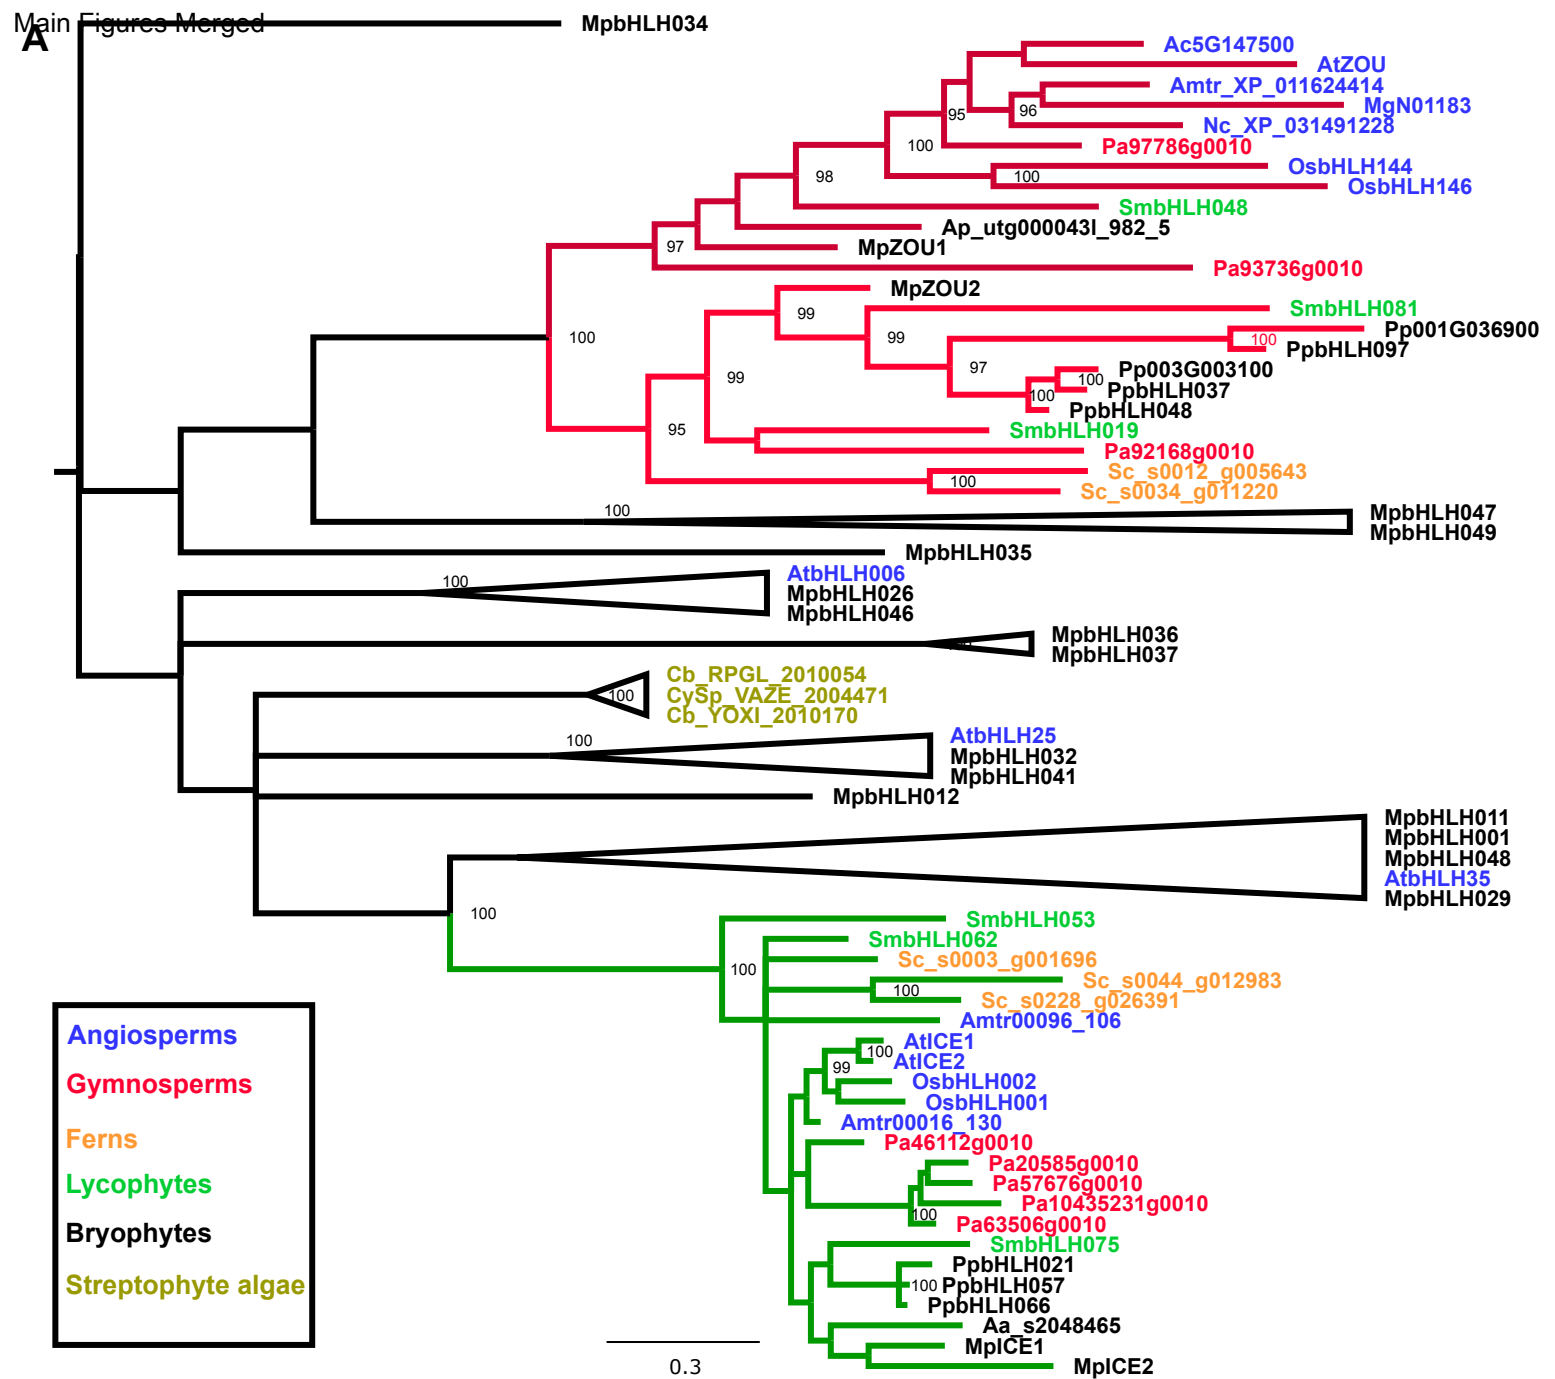 Main Figures Merged
A
MpbHLH034
Ac5G147500
AtZOU
Amtr_XP_011624414
95
96
MgN01183
Nc_XP_031491228
100
Pa97786g0010
OsbHLH144
98
100
OsbHLH146
SmbHLH048
Ap_utg000043l_982_5
97
MpZOU1
Pa93736g0010
MpZOU2
99
SmbHLH081
Pp001G036900
100
99
100
PpbHLH097
97
Pp003G003100
99
100
PpbHLH037
100
PpbHLH048
95
SmbHLH019
Pa92168g0010
Sc_s0012_g005643
100
Sc_s0034_g011220
100
MpbHLH047
MpbHLH049
MpbHLH035
100
AtbHLH006
MpbHLH026
MpbHLH046
MpbHLH036
MpbHLH037
Cb_RPGL_2010054
100
CySp_VAZE_2004471
Cb_YOXI_2010170
100
AtbHLH25
MpbHLH032
MpbHLH041
MpbHLH012
MpbHLH011
MpbHLH001
MpbHLH048
AtbHLH35
MpbHLH029
100
SmbHLH053
SmbHLH062
Sc_s0003_g001696
100
Sc_s0044_g012983
100
Sc_s0228_g026391
Amtr00096_106
AtICE1
100
AtICE2
99
OsbHLH002
OsbHLH001
Amtr00016_130
Pa46112g0010
Pa20585g0010
Pa57676g0010
Pa10435231g0010
100
Pa63506g0010
SmbHLH075
PpbHLH021
100
PpbHLH057
PpbHLH066
Aa_s2048465
MpICE1
MpICE2
Angiosperms
Gymnosperms
Ferns
Lycophytes
Bryophytes
Streptophyte algae
0.3